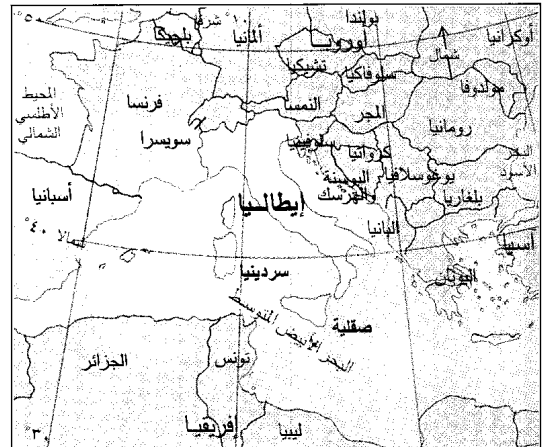 ٥٠°
١٠° شرقا
بولندا
أوكرانيا
بلجيكا
ألمانيا
أوروبا
شمال
تشيكيا
سلوفاكيا
مولدوفا
المحيط
الأطلسي
الشمالي
فرنسا
النمسا
المجر
رومانيا
سويسرا
سلوفينيا
كرواتيا
البحر
الأسود
البوسنة
والهرسك
يوغوسلافيا
بلغاريا
أسبانيا
إيطاليا
ألبانيا
٤٠° شمالا
آسيا
سردينيا
اليونان
البحر الأبيض المتوسط
صقلية
الجزائر
تونس
إفريقيا
ليبيا
٣٠°